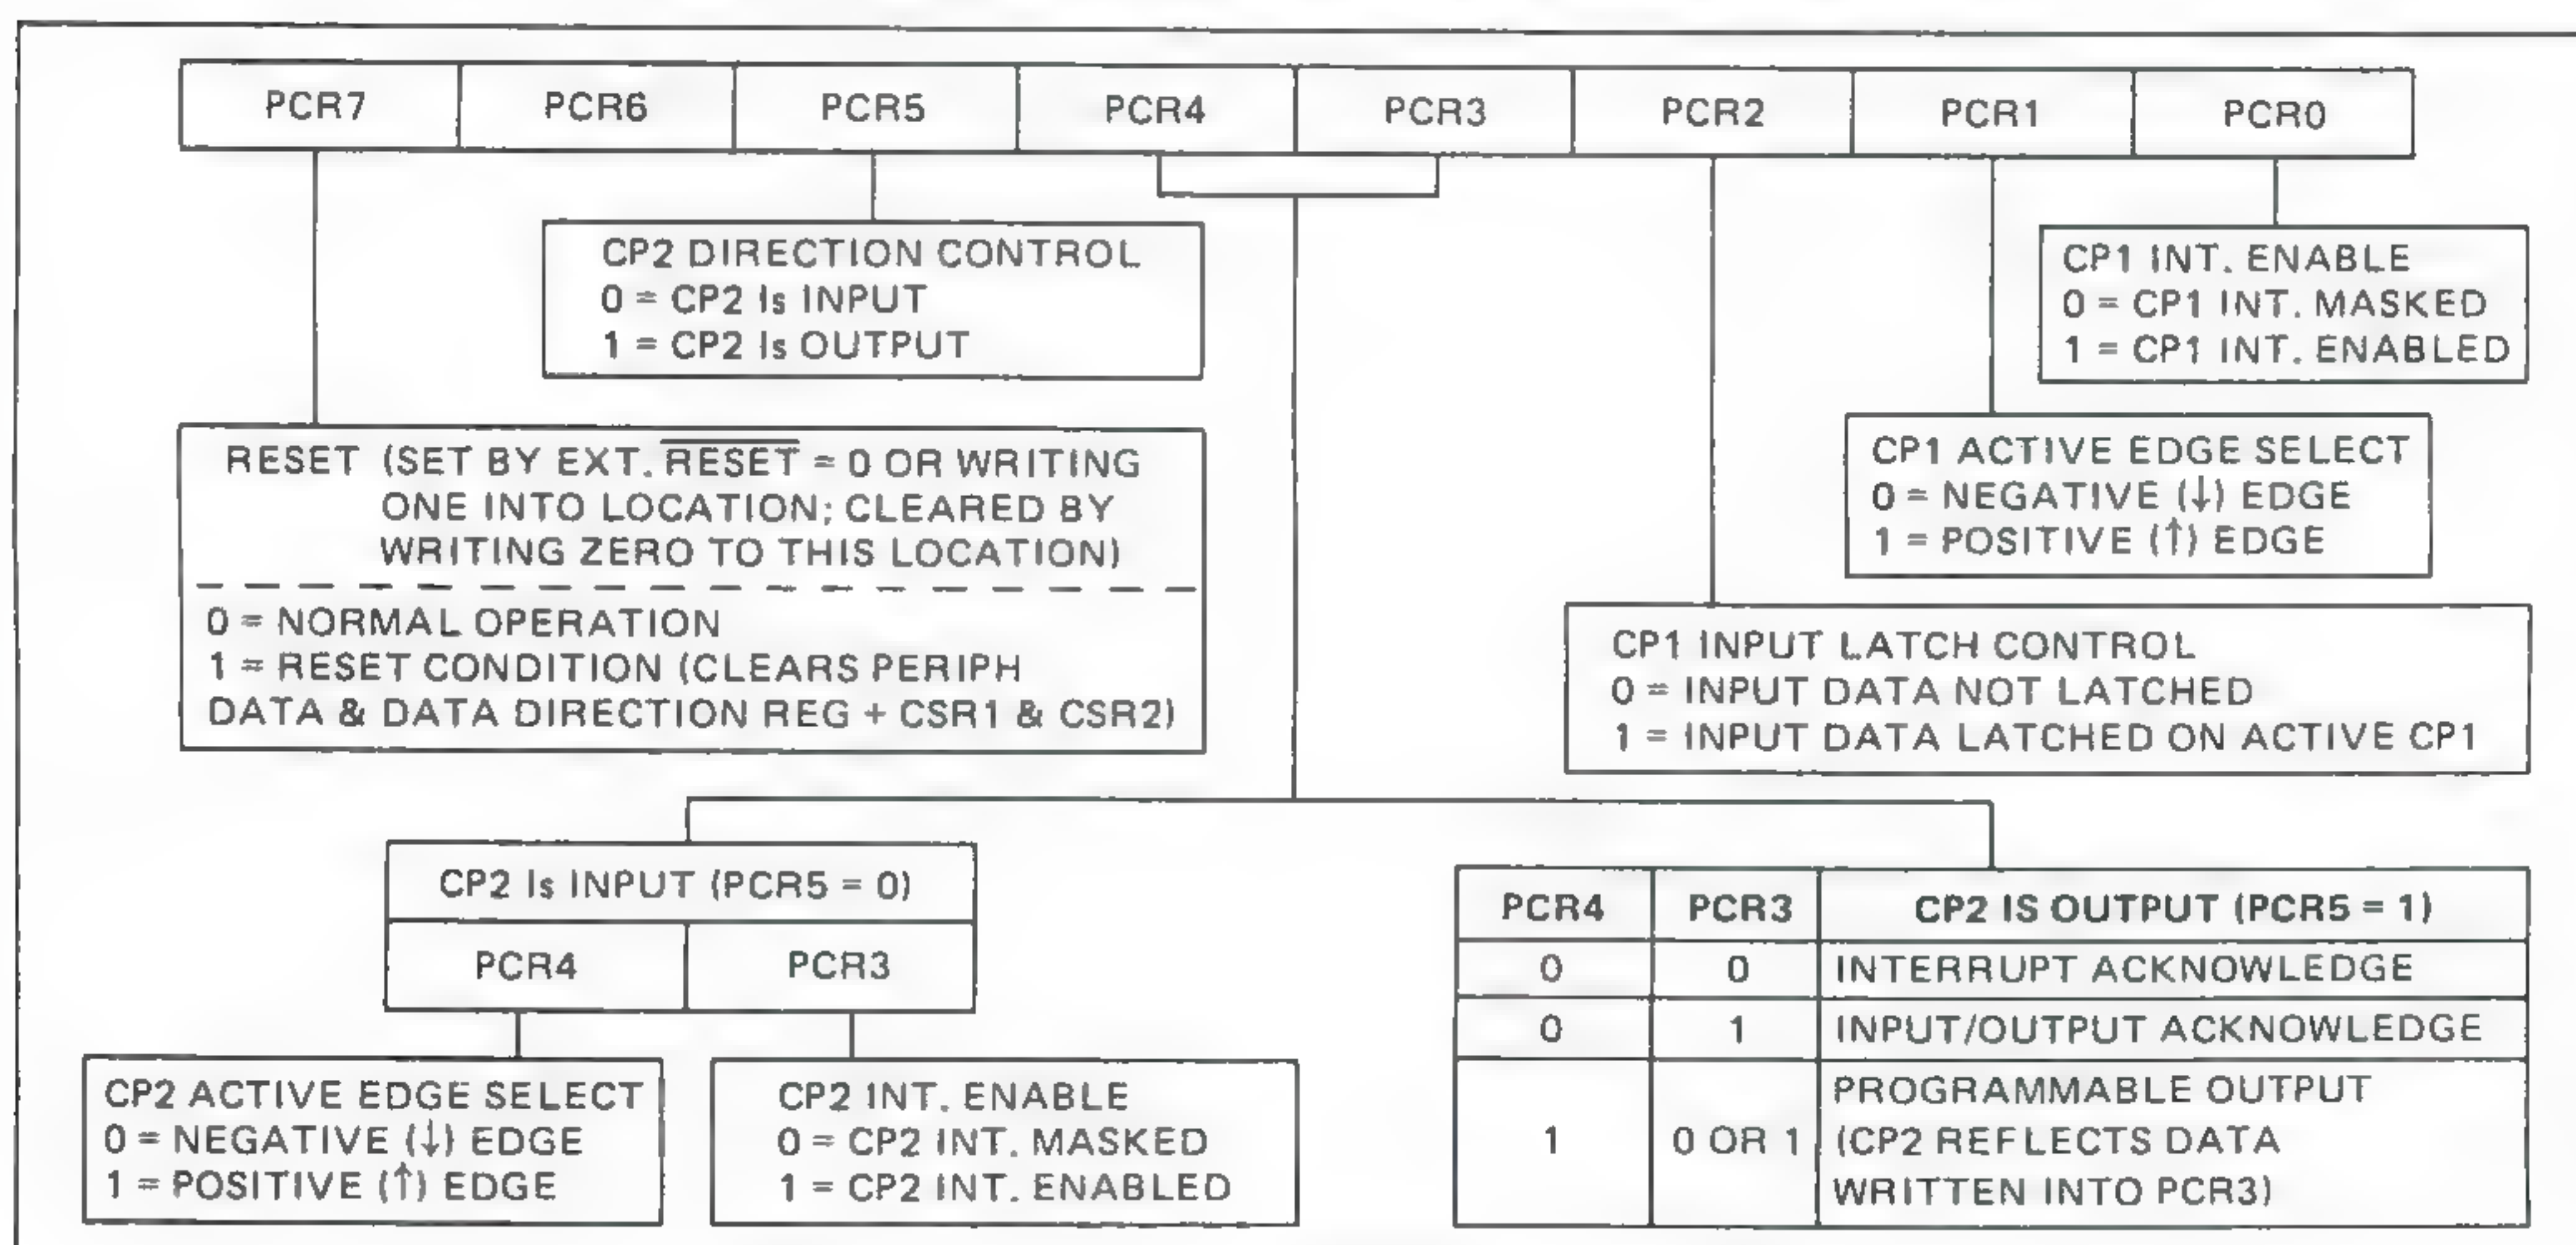 PCR7 PCR6 PCR5 PCR4 PCR3 PCR2 PCR1 PCR0
CP2 DIRECTION CONTROL
0 = CP2 Is INPUT
1 = CP2 Is OUTPUT
CP1 INT. ENABLE
0 = CP1 INT. MASKED
1 = CP1 INT. ENABLED
CP1 ACTIVE EDGE SELECT
0 = NEGATIVE (↓) EDGE
1 = POSITIVE (↑) EDGE
RESET (SET BY EXT. R̅E̅S̅E̅T̅ = 0 OR WRITING
ONE INTO LOCATION; CLEARED BY
WRITING ZERO TO THIS LOCATION)
0 = NORMAL OPERATION
1 = RESET CONDITION (CLEARS PERIPH
DATA & DATA DIRECTION REG + CSR1 & CSR2)
CP1 INPUT LATCH CONTROL
0 = INPUT DATA NOT LATCHED
1 = INPUT DATA LATCHED ON ACTIVE CP1
CP2 Is INPUT (PCR5 = 0)
PCR4 PCR3
CP2 ACTIVE EDGE SELECT
0 = NEGATIVE (↓) EDGE
1 = POSITIVE (↑) EDGE
CP2 INT. ENABLE
0 = CP2 INT. MASKED
1 = CP2 INT. ENABLED
PCR4 PCR3 CP2 IS OUTPUT (PCR5 = 1)
0 0 INTERRUPT ACKNOWLEDGE
0 1 INPUT/OUTPUT ACKNOWLEDGE
1 0 OR 1 PROGRAMMABLE OUTPUT
(CP2 REFLECTS DATA
WRITTEN INTO PCR3)